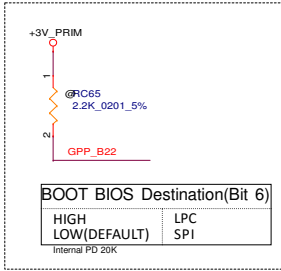 +3V_PRIM
1
@RC65
2.2K_0201_5%
2
GPP_B22
BOOT BIOS Destination(Bit 6)
HIGH LPC
LOW(DEFAULT) SPI
Internal PD 20K